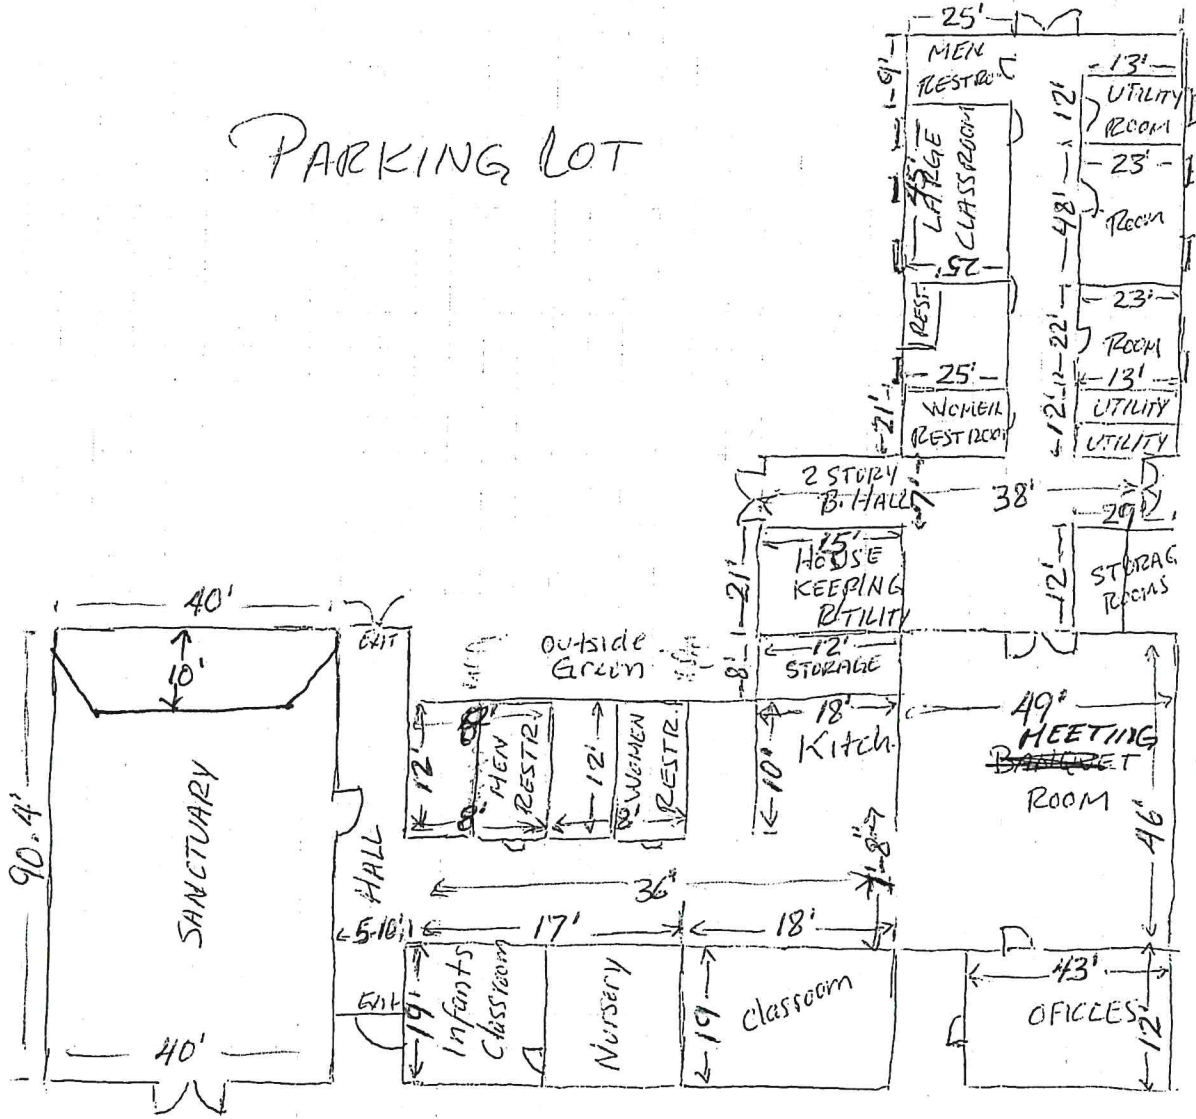 25'
MEN
RESTRO
9'
13'
UTILITY
ROOM
12'
PARKING LOT
45'
LARGE
CLASSROOM
25'
23'
ROOM
48'
REST
23'
ROOM
22'
25'
13'
WOMEN
RESTROOM
21'
12'
UTILITY
UTILITY
2 STORY
B. HALL
7'
38'
15'
HOUSE
KEEPING
UTILITY
21'
12'
STORAG
ROOMS
40'
EXIT
10'
outside
Green
12'
STORAGE
8'
18'
Kitch.
10'
49'
MEETING
ROOM
46'
12'
8'
MEN
RESTR.
12'
WOMEN
RESTR.
8'
90.4'
SANCTUARY
HALL
36'
5-10'
17'
18'
EXIT
19'
Infants
Classroom
Nursery
19
Classoom
43'
OFICCES
12'
40'